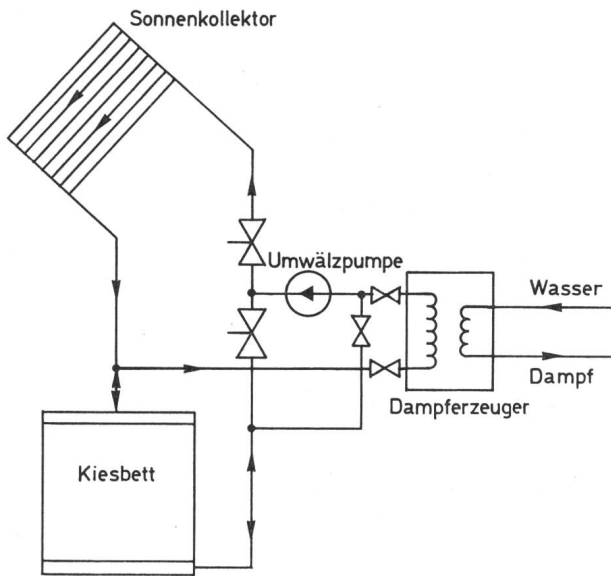 Sonnenkollektor
Umwälzpumpe
Wasser
Dampf
Dampferzeuger
Kiesbett